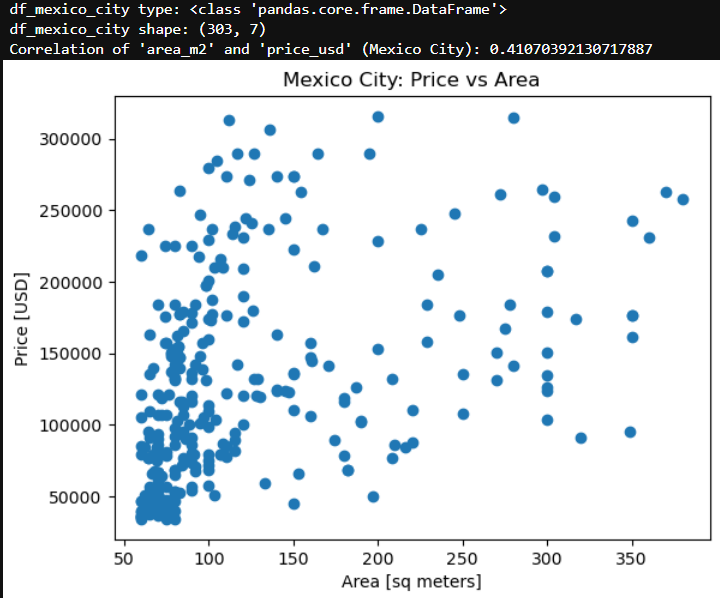 df_mexico_city type: <class 'pandas.core.frame.DataFrame'>
df_mexico_city shape: (303, 7)
Correlation of 'area_m2' and 'price_usd' (Mexico City): 0.41070392130717887
Mexico City: Price vs Area
300000
250000
200000
150000
100000
50000
Price [USD]
50 100 150 200 250 300 350
Area [sq meters]